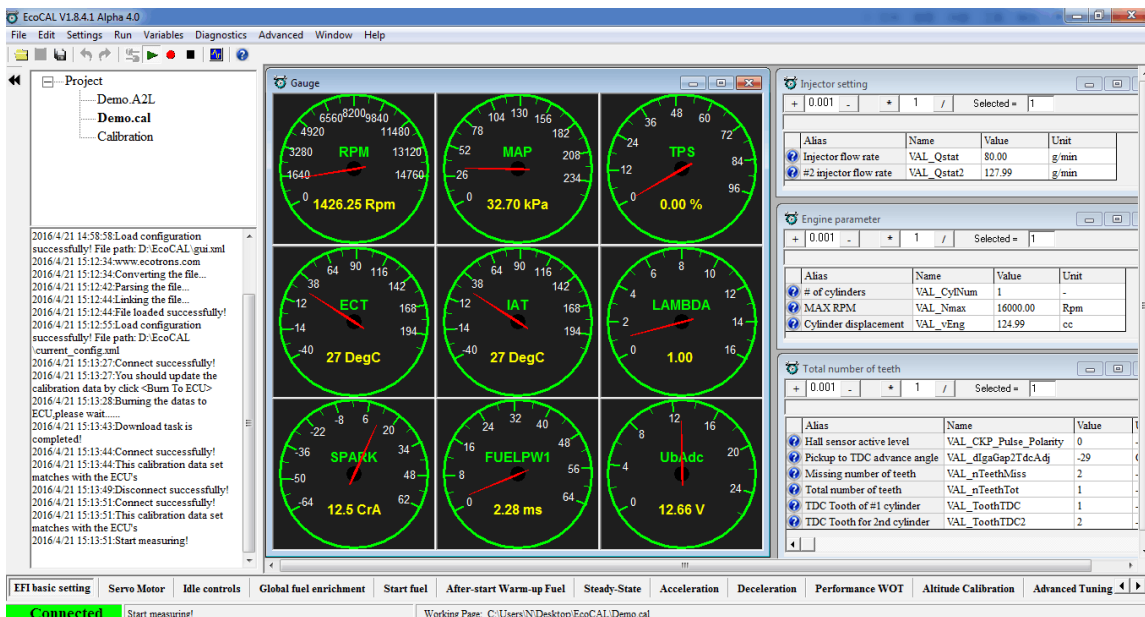 EcoCAL V1.8.4.1 Alpha 4.0
File Edit Settings Run Variables Diagnostics Advanced Window Help
Project
Demo.A2L
Demo.cal
Calibration
2016/4/21 14:58:58:Load configuration
successfully! File path: D:\EcoCAL\gui.xml
2016/4/21 15:12:34:www.ecotrons.com
2016/4/21 15:12:34:Converting the file...
2016/4/21 15:12:42:Parsing the file...
2016/4/21 15:12:44:Linking the file...
2016/4/21 15:12:44:File loaded successfully!
2016/4/21 15:12:55:Load configuration
successfully! File path: D:\EcoCAL
\current_config.xml
2016/4/21 15:13:27:Connect successfully!
2016/4/21 15:13:27:You should update the
calibration data by click <Burn To ECU>
2016/4/21 15:13:28:Burning the datas to
ECU,please wait......
2016/4/21 15:13:43:Download task is
completed!
2016/4/21 15:13:44:Connect successfully!
2016/4/21 15:13:44:This calibration data set
matches with the ECU's
2016/4/21 15:13:49:Disconnect successfully!
2016/4/21 15:13:51:Connect successfully!
2016/4/21 15:13:51:This calibration data set
matches with the ECU's
2016/4/21 15:13:51:Start measuring!
Gauge
0 1640 3280 4920 6560 8200 9840 11480 13120 14760
RPM
1426.25 Rpm
0 26 52 78 104 130 156 182 208 234
MAP
32.70 kPa
0 12 24 36 48 60 72 84 96
TPS
0.00 %
-40 -14 12 38 64 90 116 142 168 194
ECT
27 DegC
-40 -14 12 38 64 90 116 142 168 194
IAT
27 DegC
0 2 4 6 8 10 12 14 16
LAMBDA
1.00
-64 -50 -36 -22 -8 6 20 34 48 62
SPARK
12.5 CrA
0 8 16 24 32 40 48 56 64
FUELPW1
2.28 ms
0 4 8 12 16 20 24
UbAdc
12.66 V
Injector setting
+ 0.001 - * 1 / Selected = 1
Alias Name Value Unit
Injector flow rate VAL_Qstat 80.00 g/min
#2 injector flow rate VAL_Qstat2 127.99 g/min
Engine parameter
+ 0.001 - * 1 / Selected = 1
Alias Name Value Unit
# of cylinders VAL_CylNum 1 -
MAX RPM VAL_Nmax 16000.00 Rpm
Cylinder displacement VAL_vEng 124.99 cc
Total number of teeth
+ 0.001 - * 1 / Selected = 1
Alias Name Value
Hall sensor active level VAL_CKP_Pulse_Polarity 0
Pickup to TDC advance angle VAL_dIgaGap2TdcAdj -29
Missing number of teeth VAL_nTeethMiss 2
Total number of teeth VAL_nTeethTot 1
TDC Tooth of #1 cylinder VAL_ToothTDC 1
TDC Tooth for 2nd cylinder VAL_ToothTDC2 2
EFI basic setting Servo Motor Idle controls Global fuel enrichment Start fuel After-start Warm-up Fuel Steady-State Acceleration Deceleration Performance WOT Altitude Calibration Advanced Tuning
Connected Start measuring! Working Page: C:\Users\N\Desktop\EcoCAL\Demo.cal